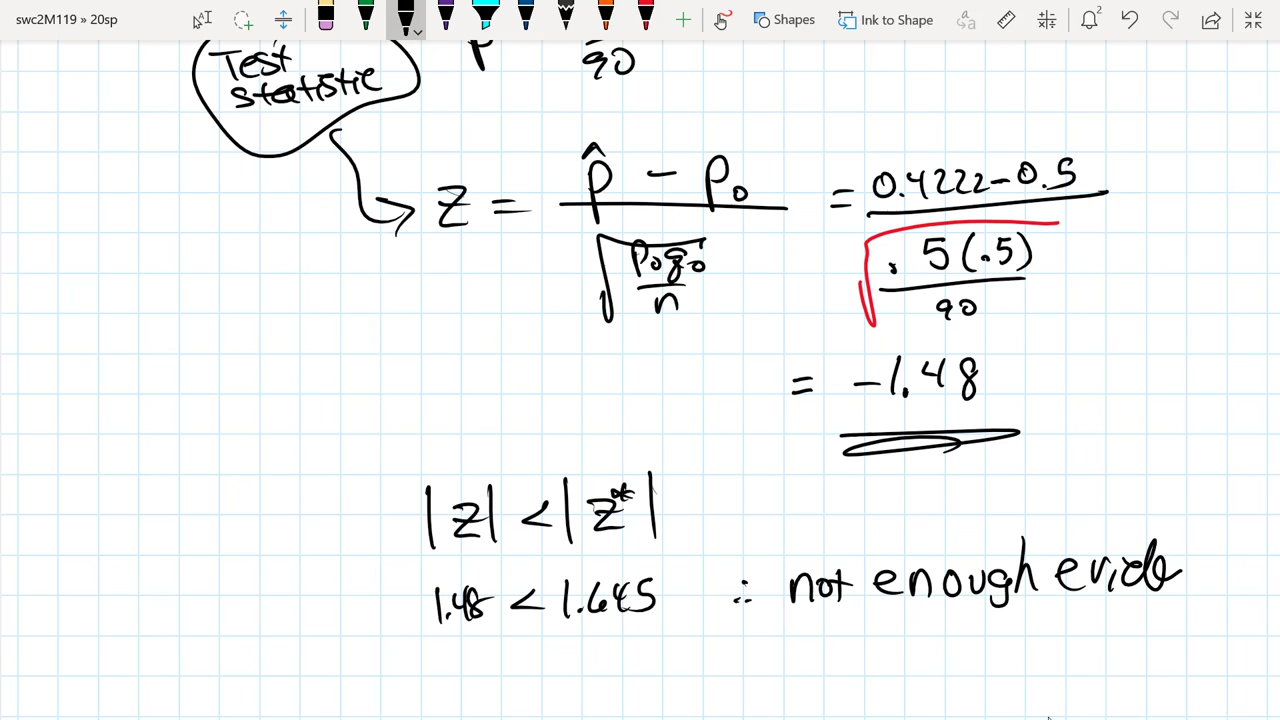 swc2M119 » 20sp
Shapes
Ink to Shape
Test
statistic
p
90
z = p̂ - p₀ / √(p₀q₀/n) = 0.4222 - 0.5 / √(.5(.5)/90)
= -1.48
|z| < |z*|
1.48 < 1.645 ∴ not enough evide